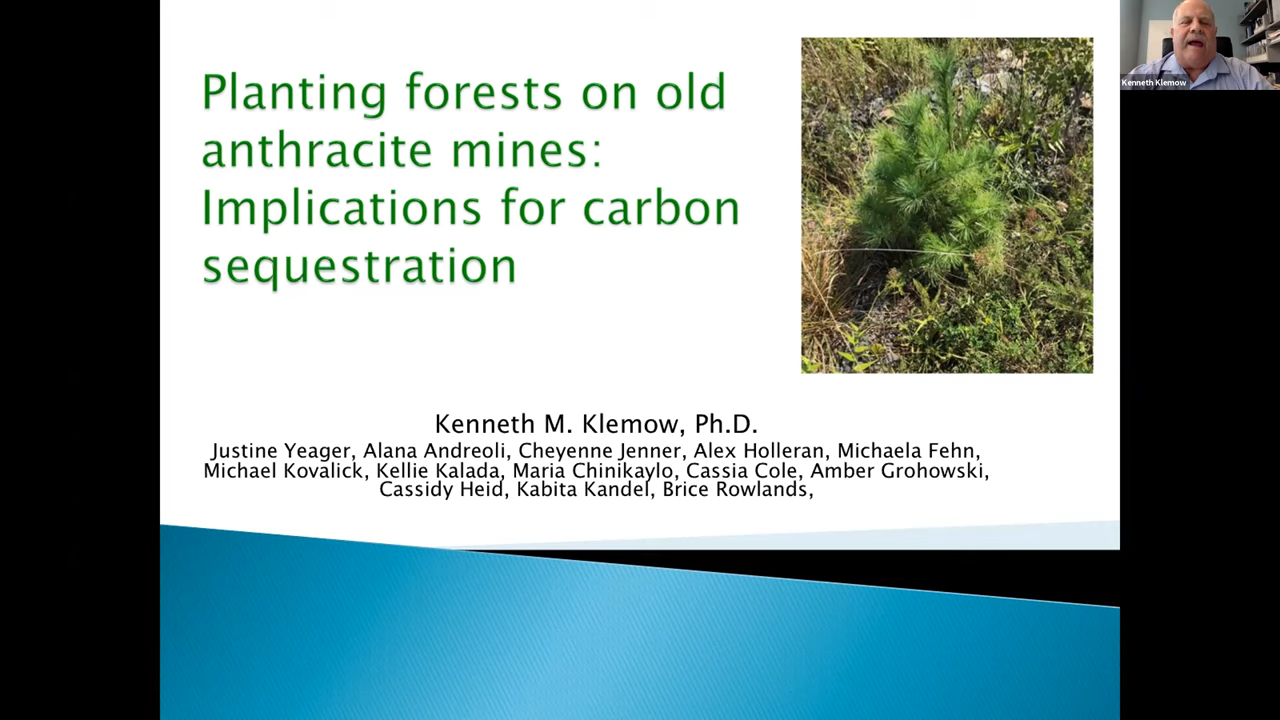 Planting forests on old
anthracite mines:
Implications for carbon
sequestration
Kenneth Klemow
Kenneth M. Klemow, Ph.D.
Justine Yeager, Alana Andreoli, Cheyenne Jenner, Alex Holleran, Michaela Fehn,
Michael Kovalick, Kellie Kalada, Maria Chinikaylo, Cassia Cole, Amber Grohowski,
Cassidy Heid, Kabita Kandel, Brice Rowlands,